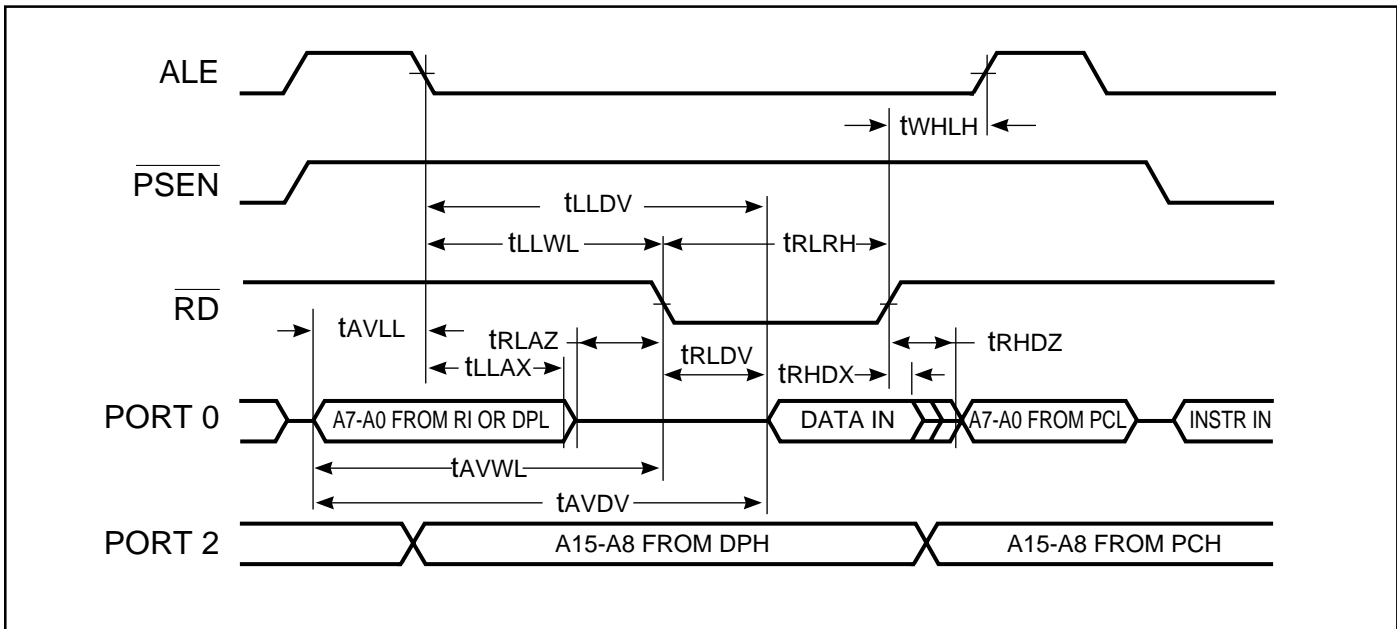 ALE
tWHLH
PSEN
tLLDV
tLLWL
tRLRH
RD
tAVLL
tRLAZ
tRLDV
tRHDZ
tLLAX
tRHDX
PORT 0
A7-A0 FROM RI OR DPL
DATA IN
A7-A0 FROM PCL
INSTR IN
tAVWL
tAVDV
PORT 2
A15-A8 FROM DPH
A15-A8 FROM PCH